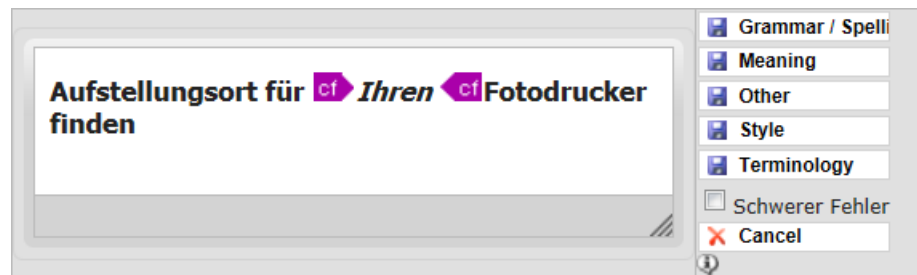 Aufstellungsort für cf Ihren cf Fotodrucker
finden
Grammar / Spelli
Meaning
Other
Style
Terminology
Schwerer Fehler
Cancel